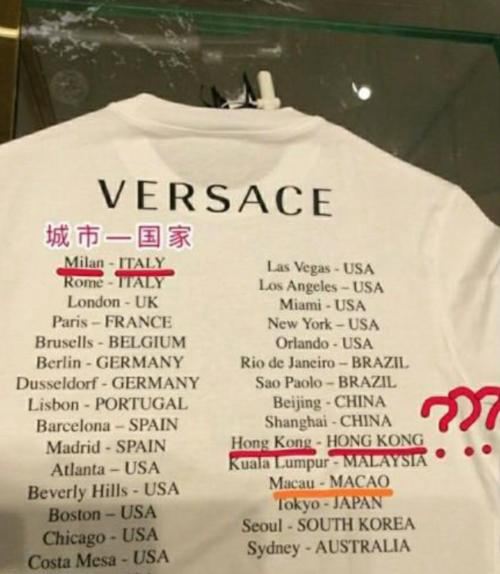 VERSACE
城市—国家
Milan - ITALY
Rome - ITALY
London - UK
Paris – FRANCE
Brusells - BELGIUM
Berlin - GERMANY
Dusseldorf - GERMANY
Lisbon - PORTUGAL
Barcelona – SPAIN
Madrid - SPAIN
Atlanta – USA
Beverly Hills - USA
Boston – USA
Chicago - USA
Costa Mesa - USA
Las Vegas - USA
Los Angeles – USA
Miami - USA
New York – USA
Orlando - USA
Rio de Janeiro – BRAZIL
Sao Paolo – BRAZIL
Beijing - CHINA
Shanghai - CHINA
Hong Kong - HONG KONG ???
Kuala Lumpur - MALAYSIA
Macau - MACAO
Tokyo - JAPAN
Seoul - SOUTH KOREA
Sydney - AUSTRALIA